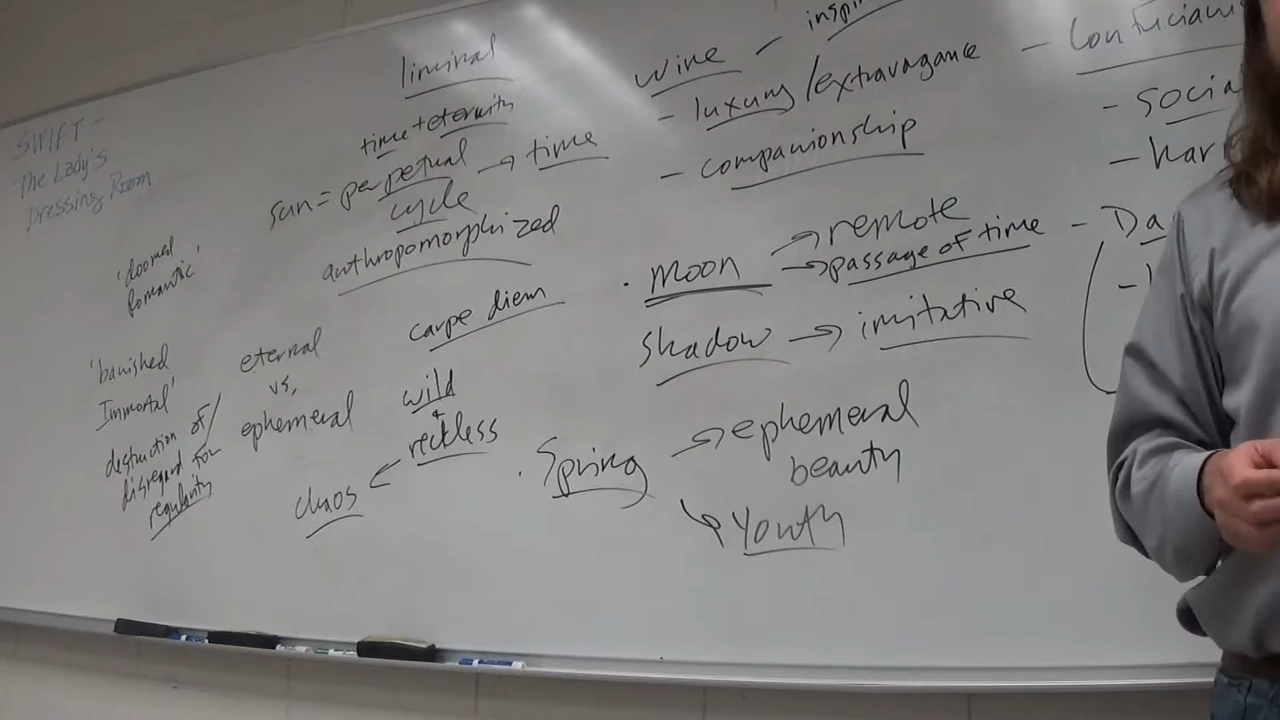 SWIFT -
The Lady's
Dressing Room
'doomed
Romantic'
'banished
Immortal'
destruction of/
disregard for
regularity
eternal
vs.
ephemeral
liminal
time + eternity
sun = perpetual → time
cycle
anthropomorphized
carpe diem
wild
+
reckless
← chaos
wine - inspi
- luxury/extravagance
- companionship
. moon → remote
→ passage of time
shadow → imitative
. Spring → ephemeral
beauty
↳ youth
- Confuciani
- socia
- har
- Da
-